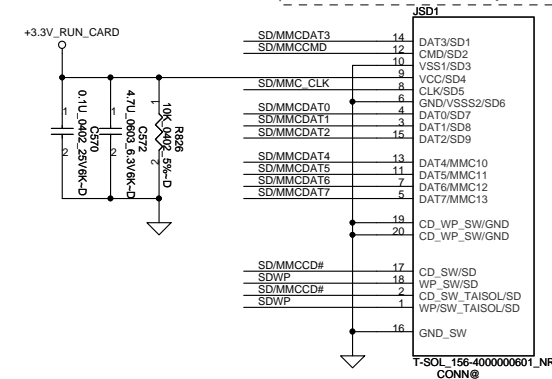 JSD1
+3.3V_RUN_CARD
SD/MMCDAT3 14 DAT3/SD1
SD/MMCCMD 12 CMD/SD2
10 VSS1/SD3
9 VCC/SD4
SD/MMC_CLK 8 CLK/SD5
6 GND/VSSS2/SD6
SD/MMCDAT0 4 DAT0/SD7
SD/MMCDAT1 3 DAT1/SD8
SD/MMCDAT2 15 DAT2/SD9
SD/MMCDAT4 13 DAT4/MMC10
SD/MMCDAT5 11 DAT5/MMC11
SD/MMCDAT6 7 DAT6/MMC12
SD/MMCDAT7 5 DAT7/MMC13
19 CD_WP_SW/GND
20 CD_WP_SW/GND
SD/MMCCD# 17 CD_SW/SD
SDWP 18 WP_SW/SD
SD/MMCCD# 2 CD_SW_TAISOL/SD
SDWP 1 WP/SW_TAISOL/SD
16 GND_SW
T-SOL_156-4000000601_NR
CONN@
1 2
0.1U_0402_25V6K~D
C570
1 2
4.7U_0603_6.3V6K~D
C572
1 2
10K_0402_5%~D
R826